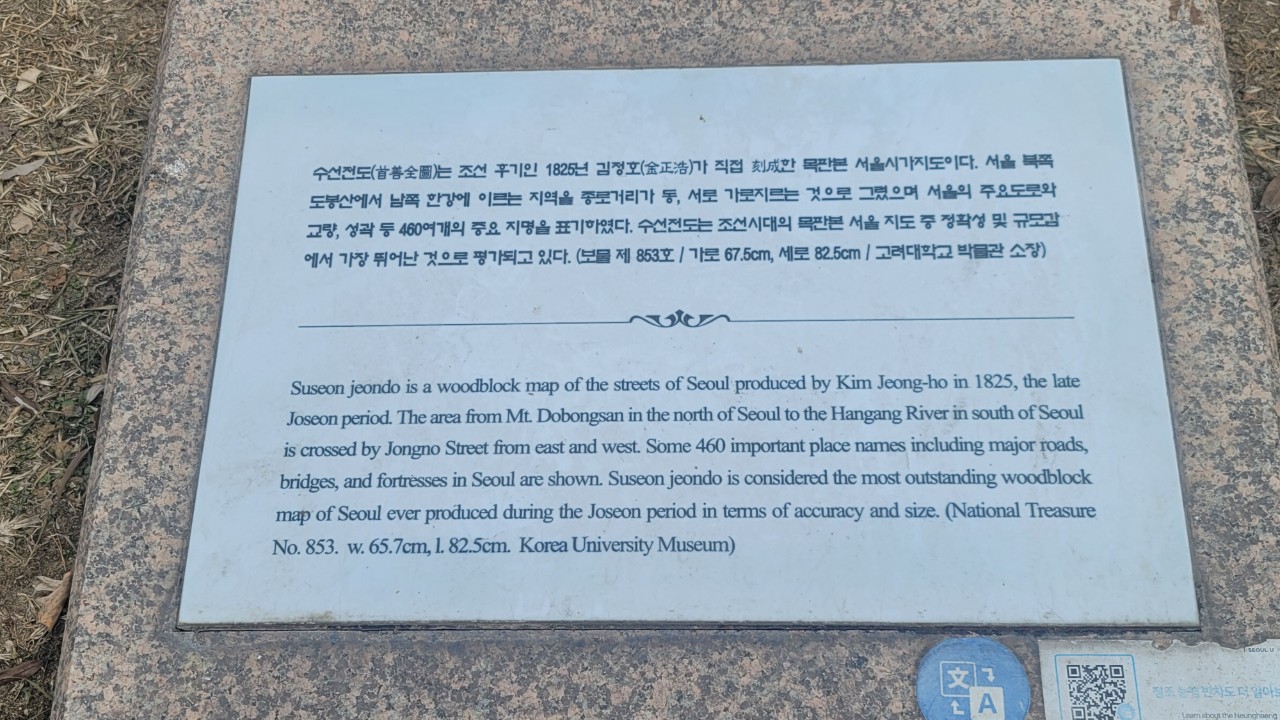 수선전도(首善全圖)는 조선 후기인 1825년 김정호(金正浩)가 직접 刻成한 목판본 서울시가지도이다. 서울 북쪽
도봉산에서 남쪽 한강에 이르는 지역을 종로거리가 동, 서로 가로지르는 것으로 그렸으며 서울의 주요도로와
교량, 성곽 등 460여개의 중요 지명을 표기하였다. 수선전도는 조선시대의 목판본 서울 지도 중 정확성 및 규모감
에서 가장 뛰어난 것으로 평가되고 있다. (보물 제 853호 / 가로 67.5cm, 세로 82.5cm / 고려대학교 박물관 소장)
Suseon jeondo is a woodblock map of the streets of Seoul produced by Kim Jeong-ho in 1825, the late
Joseon period. The area from Mt. Dobongsan in the north of Seoul to the Hangang River in south of Seoul
is crossed by Jongno Street from east and west. Some 460 important place names including major roads,
bridges, and fortresses in Seoul are shown. Suseon jeondo is considered the most outstanding woodblock
map of Seoul ever produced during the Joseon period in terms of accuracy and size. (National Treasure
No. 853. w. 65.7cm, l. 82.5cm. Korea University Museum)
I SEOUL U
文 A
Learn about the